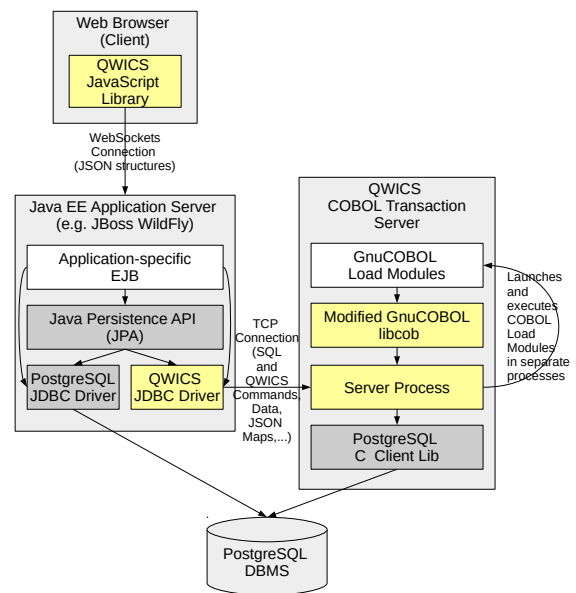 Web Browser
(Client)
QWICS
JavaScript
Library
WebSockets
Connection
(JSON structures)
Java EE Application Server
(e.g. JBoss WildFly)
Application-specific
EJB
Java Persistence API
(JPA)
PostgreSQL
JDBC Driver
QWICS
JDBC Driver
TCP
Connection
(SQL
and
QWICS
Commands,
Data,
JSON
Maps,...)
QWICS
COBOL Transaction
Server
GnuCOBOL
Load Modules
Modified GnuCOBOL
libcob
Server Process
PostgreSQL
C Client Lib
Launches
and
executes
COBOL
Load
Modules
in separate
processes
PostgreSQL
DBMS